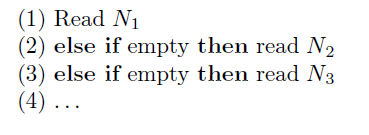 (1) Read N₁
(2) else if empty then read N₂
(3) else if empty then read N₃
(4) ...